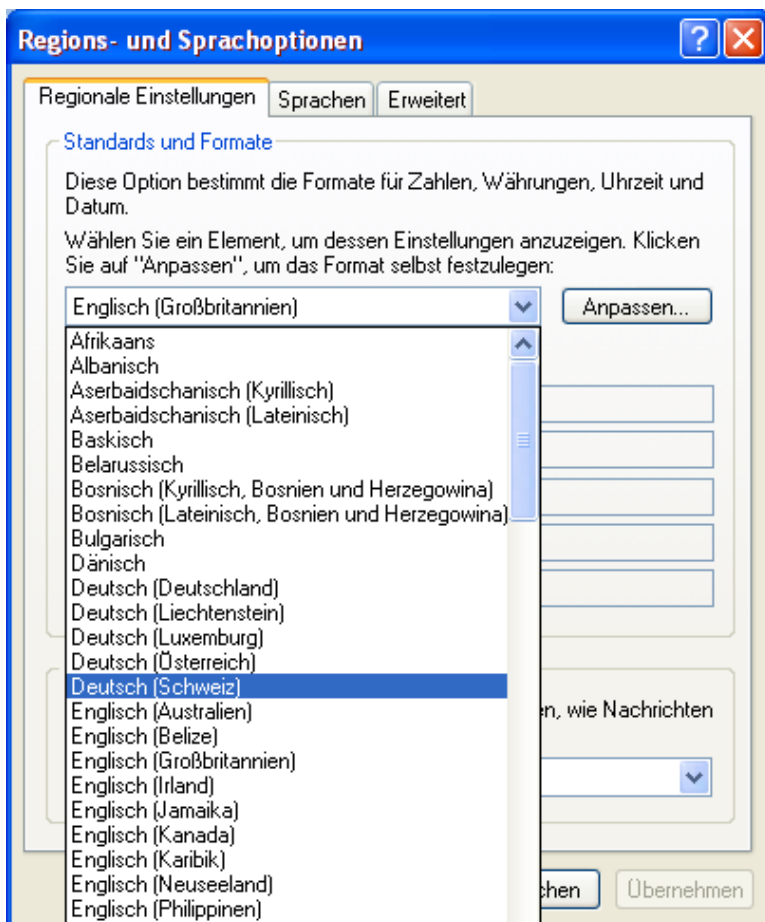 Regions- und Sprachoptionen
Regionale Einstellungen Sprachen Erweitert
Standards und Formate
Diese Option bestimmt die Formate für Zahlen, Währungen, Uhrzeit und
Datum.
Wählen Sie ein Element, um dessen Einstellungen anzuzeigen. Klicken
Sie auf "Anpassen", um das Format selbst festzulegen:
Englisch (Großbritannien) Anpassen...
Afrikaans
Albanisch
Aserbaidschanisch (Kyrillisch)
Aserbaidschanisch (Lateinisch)
Baskisch
Belarussisch
Bosnisch (Kyrillisch, Bosnien und Herzegowina)
Bosnisch (Lateinisch, Bosnien und Herzegowina)
Bulgarisch
Dänisch
Deutsch (Deutschland)
Deutsch (Liechtenstein)
Deutsch (Luxemburg)
Deutsch (Österreich)
Deutsch (Schweiz)
Englisch (Australien) en, wie Nachrichten
Englisch (Belize)
Englisch (Großbritannien)
Englisch (Irland)
Englisch (Jamaika)
Englisch (Kanada)
Englisch (Karibik)
Englisch (Neuseeland) chen Übernehmen
Englisch (Philippinen)